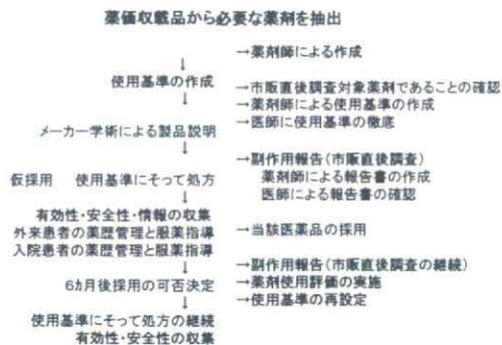 薬価収載品から必要な薬剤を抽出
→薬剤師による作成
↓
使用基準の作成
→市販直後調査対象薬剤であることの確認
↓
→薬剤師による使用基準の作成
→医師に使用基準の徹底
メーカー学術による製品説明
↓
→副作用報告(市販直後調査)
仮採用 使用基準にそって処方
薬剤師による報告書の作成
医師による報告書の確認
↓
有効性・安全性・情報の収集
外来患者の薬歴管理と服薬指導
→当該医薬品の採用
入院患者の薬歴管理と服薬指導
↓
→副作用報告(市販直後調査の継続)
6ヵ月後採用の可否決定
→薬剤使用評価の実施
↓
→使用基準の再設定
使用基準にそって処方の継続
有効性・安全性の収集